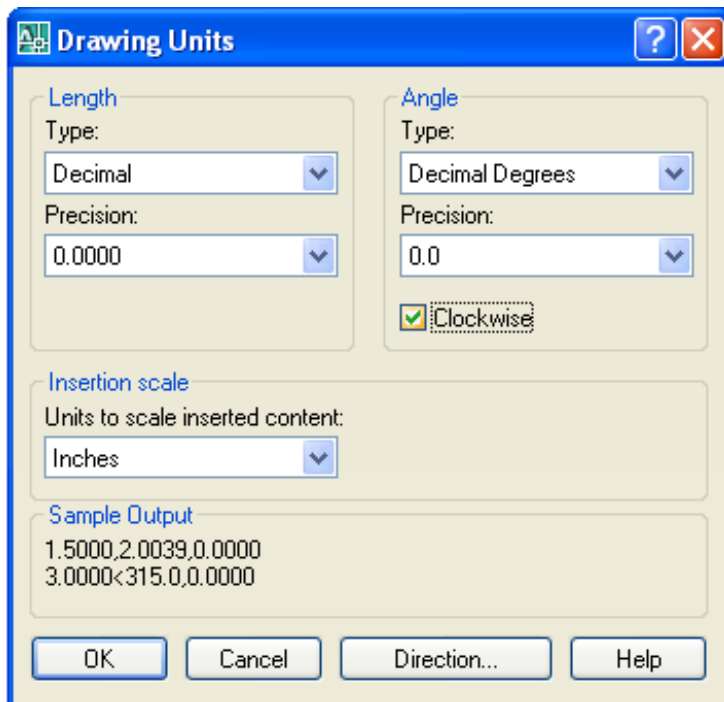 Drawing Units
Length
Type:
Decimal
Precision:
0.0000
Angle
Type:
Decimal Degrees
Precision:
0.0
Clockwise
Insertion scale
Units to scale inserted content:
Inches
Sample Output
1.5000,2.0039,0.0000
3.0000<315.0,0.0000
OK Cancel Direction... Help